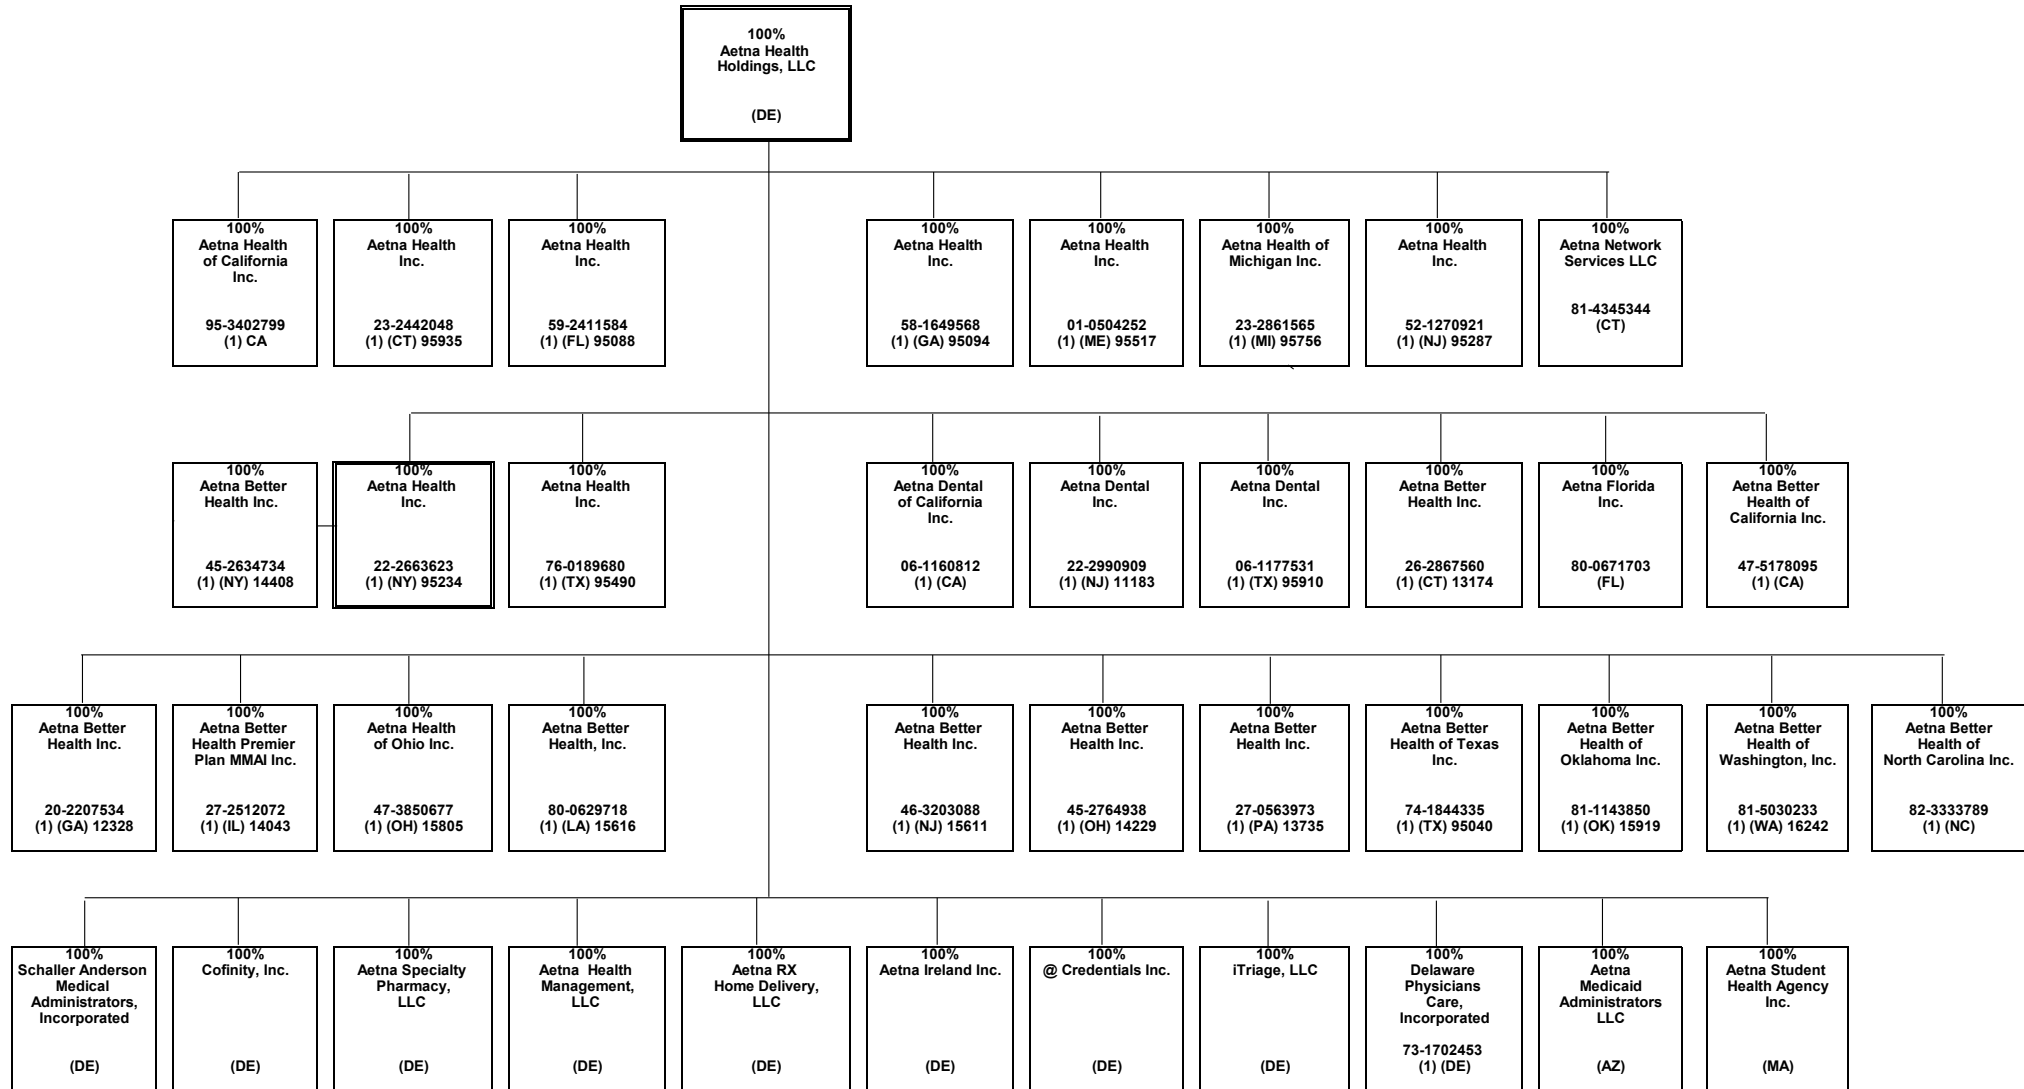 100%
Aetna Health
Holdings, LLC
(DE)
100%
Aetna Health
of California
Inc.
95-3402799
(1) CA
100%
Aetna Health
Inc.
23-2442048
(1) (CT) 95935
100%
Aetna Health
Inc.
59-2411584
(1) (FL) 95088
100%
Aetna Health
Inc.
58-1649568
(1) (GA) 95094
100%
Aetna Health
Inc.
01-0504252
(1) (ME) 95517
100%
Aetna Health of
Michigan Inc.
23-2861565
(1) (MI) 95756
100%
Aetna Health
Inc.
52-1270921
(1) (NJ) 95287
100%
Aetna Network
Services LLC
81-4345344
(CT)
100%
Aetna Better
Health Inc.
45-2634734
(1) (NY) 14408
100%
Aetna Health
Inc.
22-2663623
(1) (NY) 95234
100%
Aetna Health
Inc.
76-0189680
(1) (TX) 95490
100%
Aetna Dental
of California
Inc.
06-1160812
(1) (CA)
100%
Aetna Dental
Inc.
22-2990909
(1) (NJ) 11183
100%
Aetna Dental
Inc.
06-1177531
(1) (TX) 95910
100%
Aetna Better
Health Inc.
26-2867560
(1) (CT) 13174
100%
Aetna Florida
Inc.
80-0671703
(FL)
100%
Aetna Better
Health of
California Inc.
47-5178095
(1) (CA)
100%
Aetna Better
Health Inc.
20-2207534
(1) (GA) 12328
100%
Aetna Better
Health Premier
Plan MMAI Inc.
27-2512072
(1) (IL) 14043
100%
Aetna Health
of Ohio Inc.
47-3850677
(1) (OH) 15805
100%
Aetna Better
Health, Inc.
80-0629718
(1) (LA) 15616
100%
Aetna Better
Health Inc.
46-3203088
(1) (NJ) 15611
100%
Aetna Better
Health Inc.
45-2764938
(1) (OH) 14229
100%
Aetna Better
Health Inc.
27-0563973
(1) (PA) 13735
100%
Aetna Better
Health of Texas
Inc.
74-1844335
(1) (TX) 95040
100%
Aetna Better
Health of
Oklahoma Inc.
81-1143850
(1) (OK) 15919
100%
Aetna Better
Health of
Washington, Inc.
81-5030233
(1) (WA) 16242
100%
Aetna Better
Health of
North Carolina Inc.
82-3333789
(1) (NC)
100%
Schaller Anderson
Medical
Administrators,
Incorporated
(DE)
100%
Cofinity, Inc.
(DE)
100%
Aetna Specialty
Pharmacy,
LLC
(DE)
100%
Aetna Health
Management,
LLC
(DE)
100%
Aetna RX
Home Delivery,
LLC
(DE)
100%
Aetna Ireland Inc.
(DE)
100%
@ Credentials Inc.
(DE)
100%
iTriage, LLC
(DE)
100%
Delaware
Physicians
Care,
Incorporated
73-1702453
(1) (DE)
100%
Aetna
Medicaid
Administrators
LLC
(AZ)
100%
Aetna Student
Health Agency
Inc.
(MA)